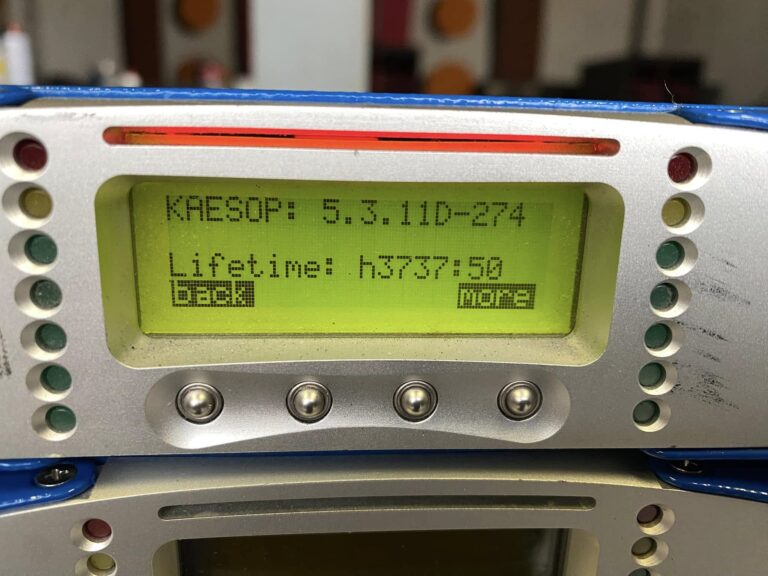 KAESOP: 5.3.11D-274
Lifetime: h3737:50
back more